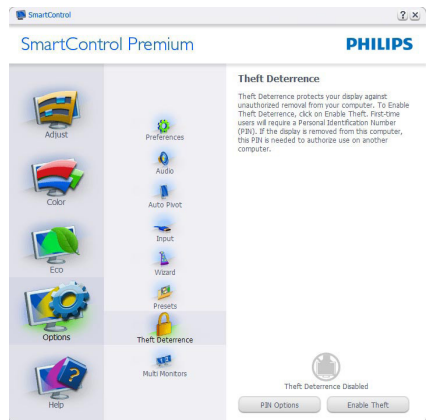 SmartControl
SmartControl Premium
PHILIPS
Adjust
Color
Eco
Options
Help
Preferences
Audio
Auto Pivot
Input
Wizard
Presets
Theft Deterrence
Multi Monitors
Theft Deterrence
Theft Deterrence protects your display against
unauthorized removal from your computer. To Enable
Theft Deterrence, click on Enable Theft. First-time
users will require a Personal Identification Number
(PIN). If the display is removed from this computer,
this PIN is needed to authorize use on another
computer.
Theft Deterrence Disabled
PIN Options
Enable Theft